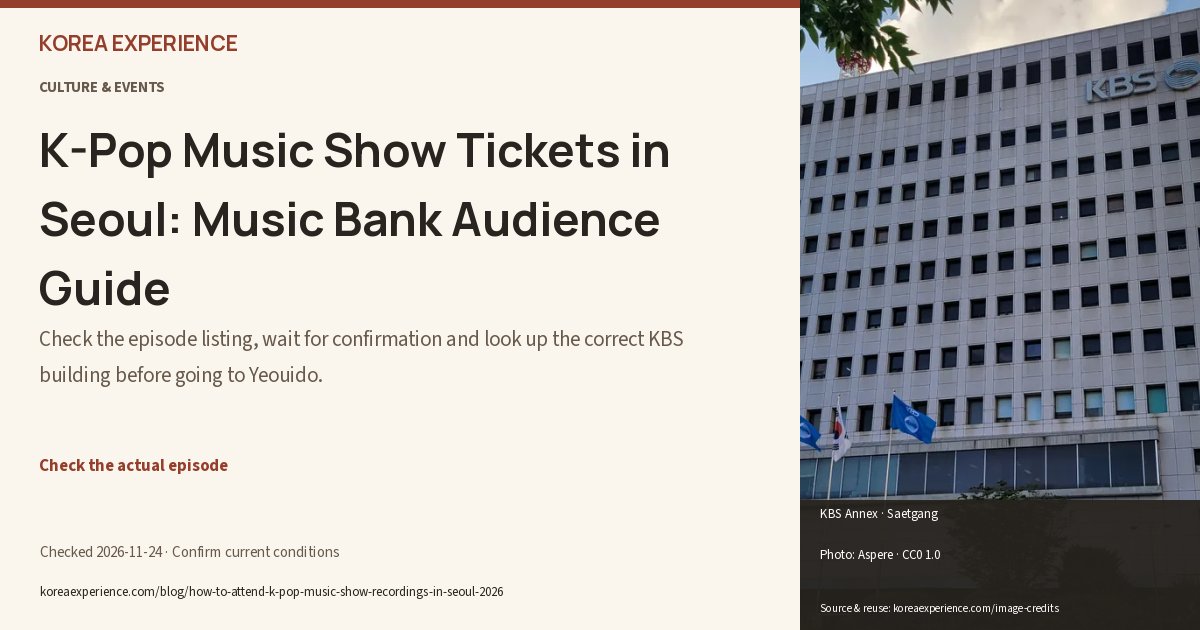 KOREA EXPERIENCE
CULTURE & EVENTS
K-Pop Music Show Tickets in
Seoul: Music Bank Audience
Guide
Check the episode listing, wait for confirmation and look up the correct KBS
building before going to Yeouido.
Check the actual episode
Checked 2026-11-24 · Confirm current conditions
koreaexperience.com/blog/how-to-attend-k-pop-music-show-recordings-in-seoul-2026
KBS
KBS Annex · Saetgang
Photo: Aspere · CC0 1.0
Source & reuse: koreaexperience.com/image-credits